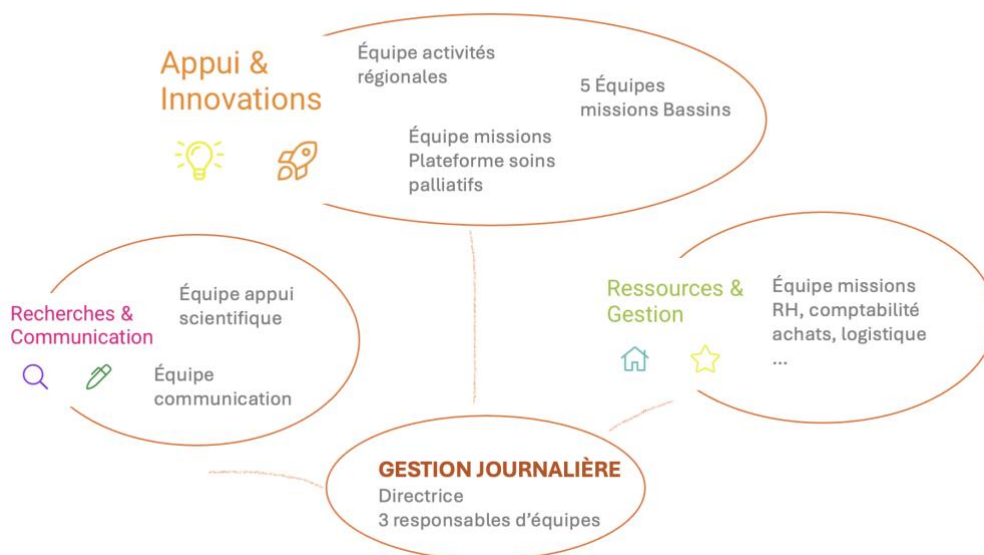 Appui &
Innovations
Équipe activités
régionales
5 Équipes
missions Bassins
Équipe missions
Plateforme soins
palliatifs
Recherches &
Communication
Équipe appui
scientifique
Équipe
communication
Ressources &
Gestion
Équipe missions
RH, comptabilité
achats, logistique
...
GESTION JOURNALIÈRE
Directrice
3 responsables d’équipes